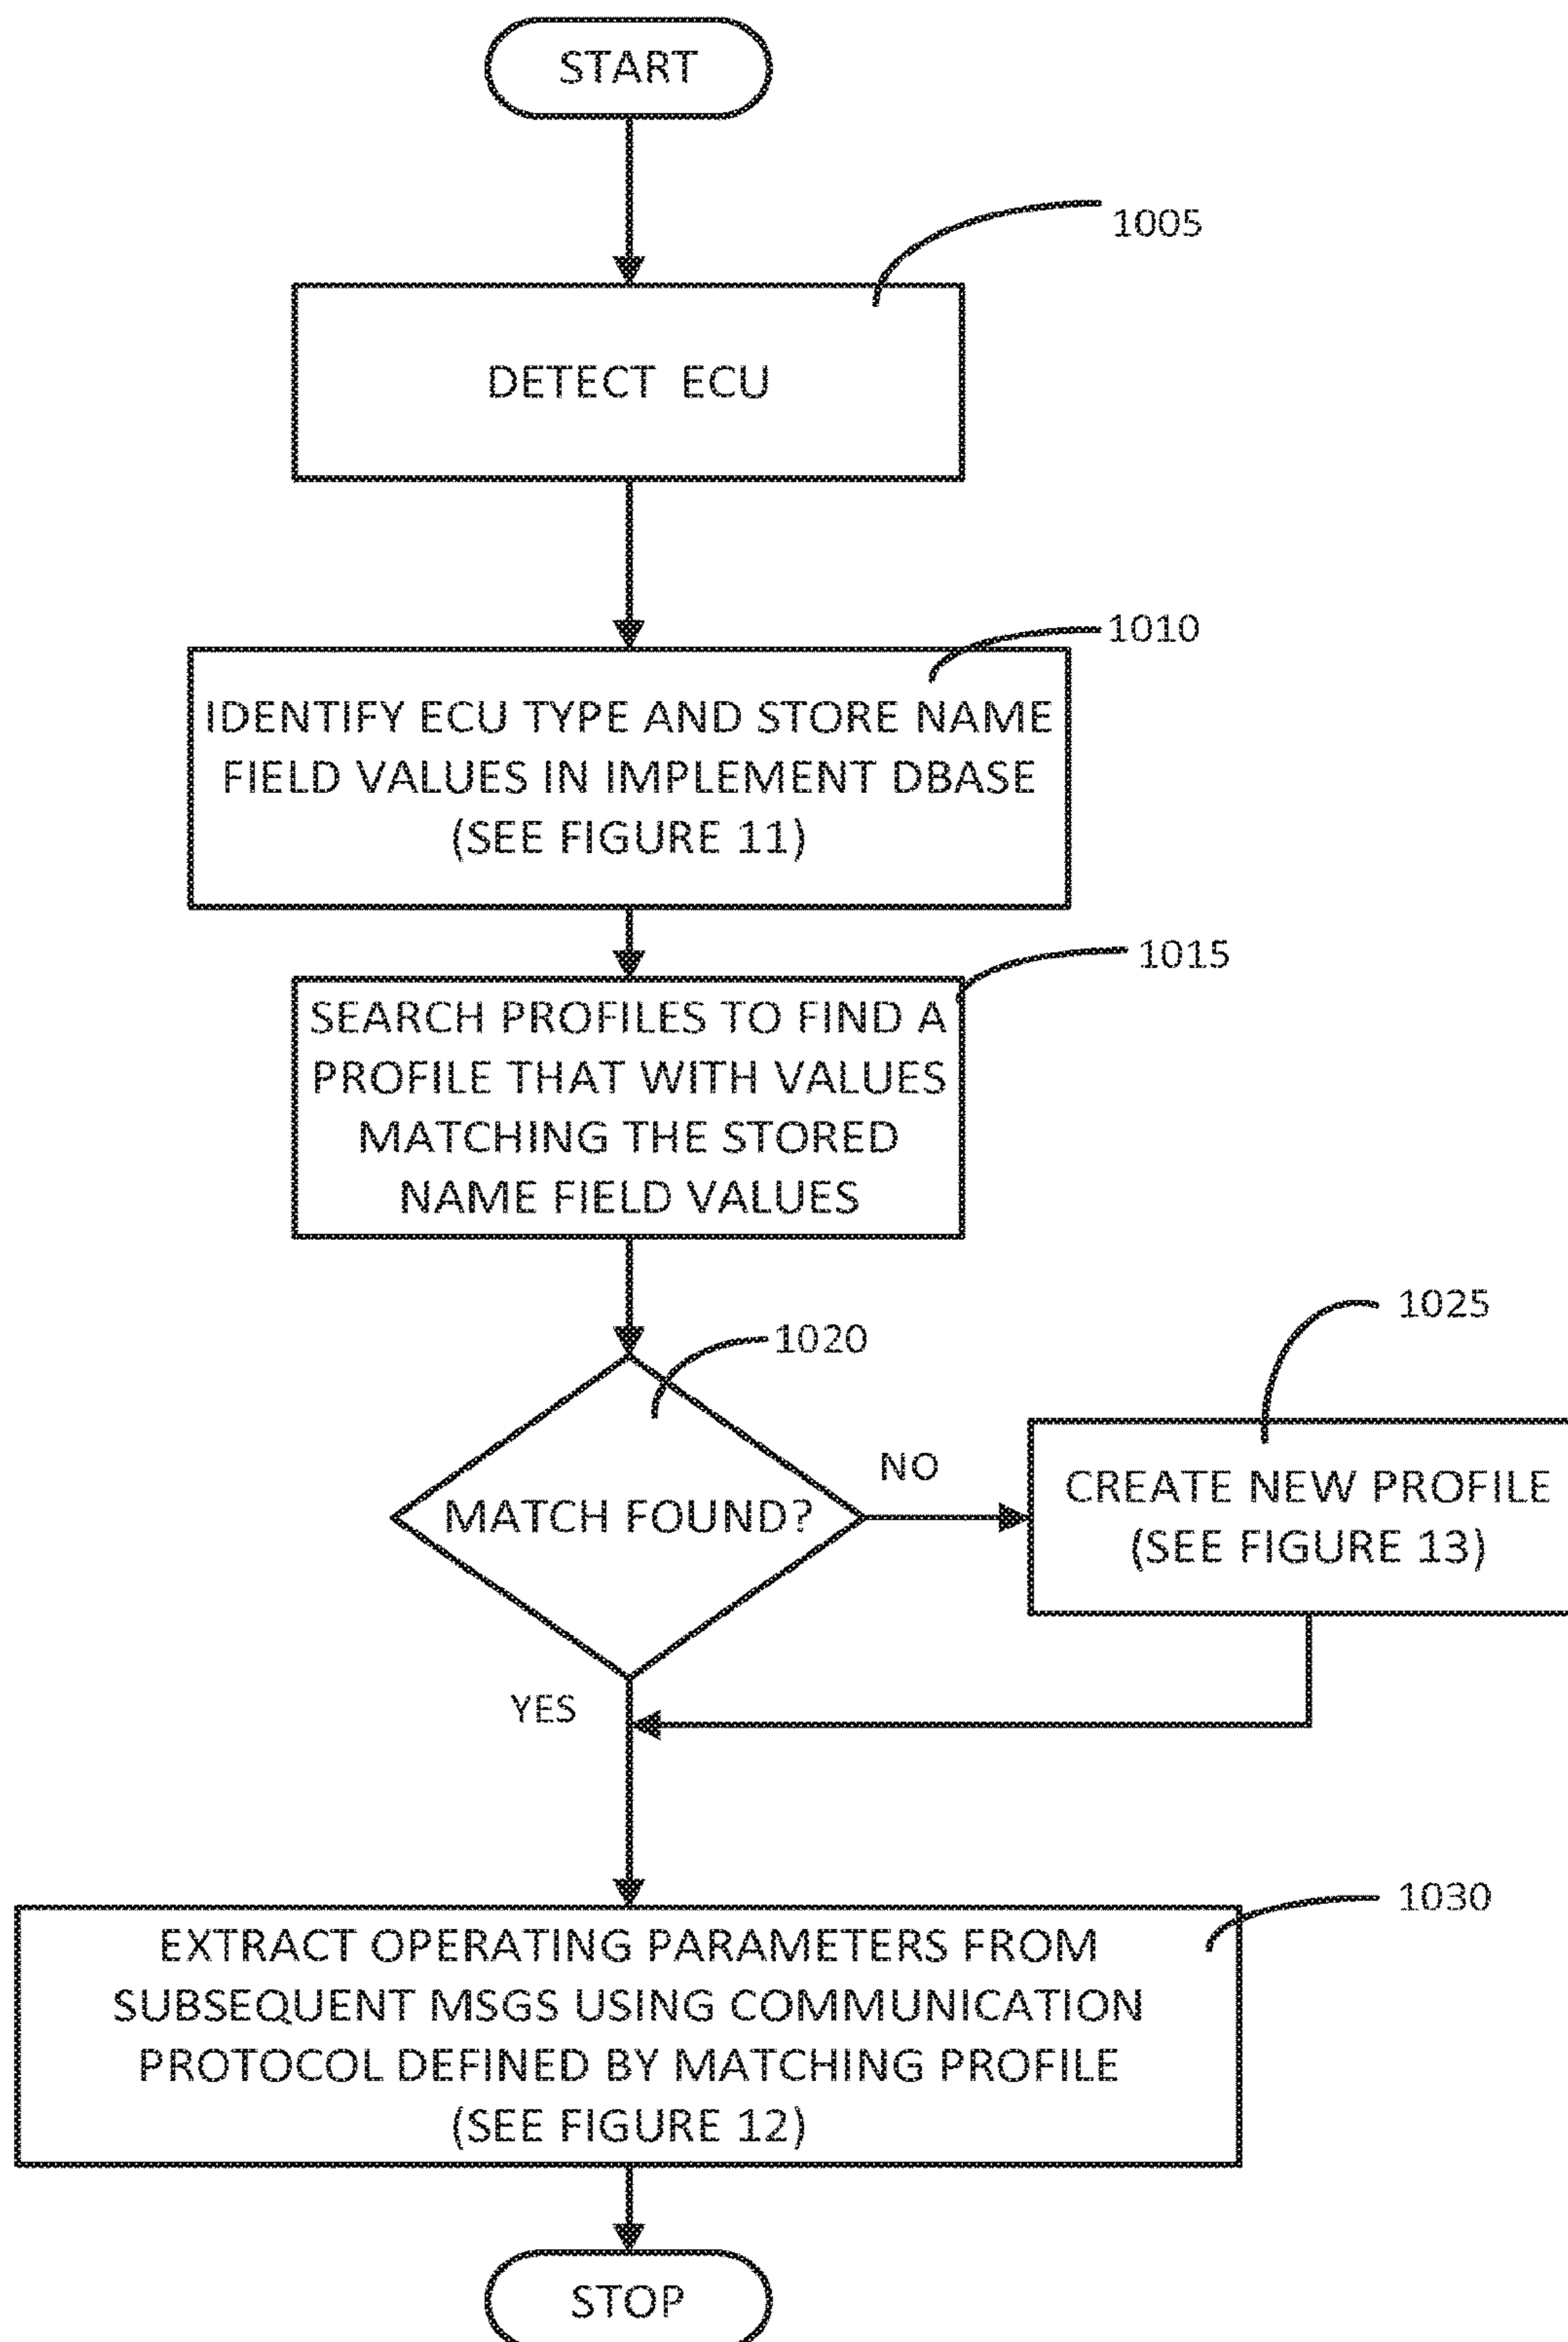 START
1005
DETECT ECU
1010
IDENTIFY ECU TYPE AND STORE NAME
FIELD VALUES IN IMPLEMENT DBASE
(SEE FIGURE 11)
1015
SEARCH PROFILES TO FIND A
PROFILE THAT WITH VALUES
MATCHING THE STORED
NAME FIELD VALUES
1020
MATCH FOUND?
NO
1025
CREATE NEW PROFILE
(SEE FIGURE 13)
YES
1030
EXTRACT OPERATING PARAMETERS FROM
SUBSEQUENT MSGS USING COMMUNICATION
PROTOCOL DEFINED BY MATCHING PROFILE
(SEE FIGURE 12)
STOP